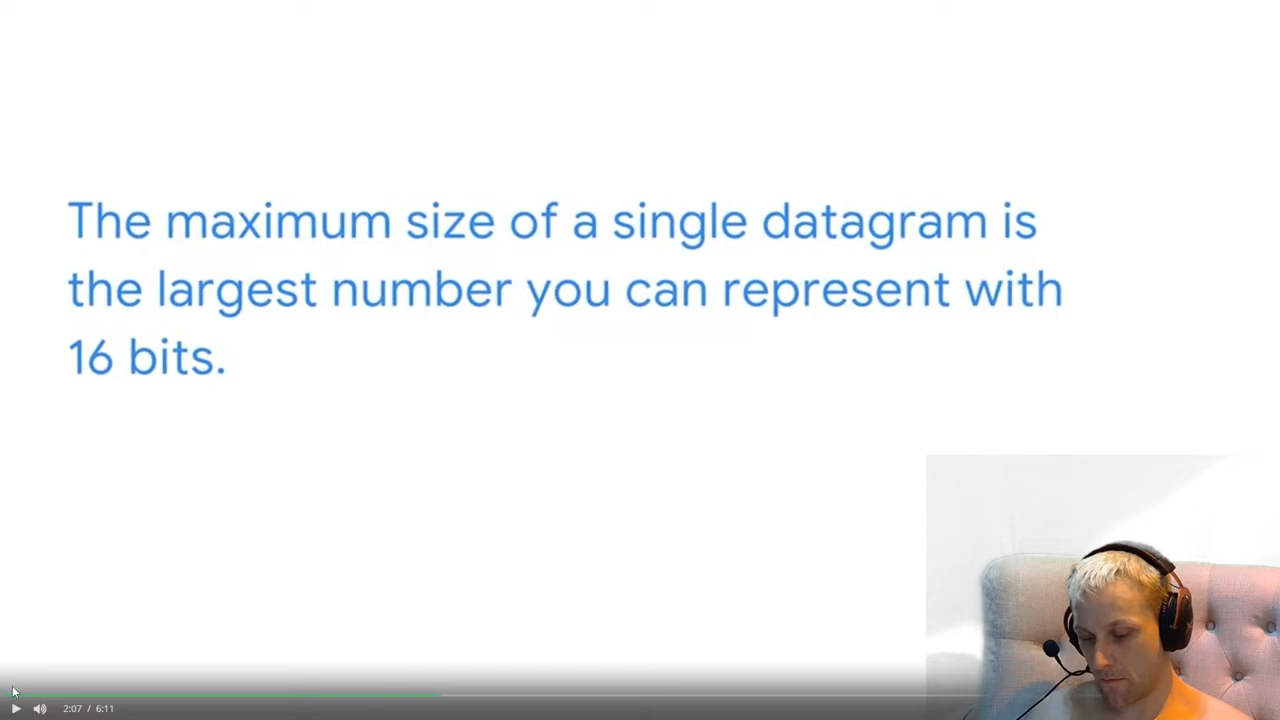 The maximum size of a single datagram is
the largest number you can represent with
16 bits.
2:07 / 6:11